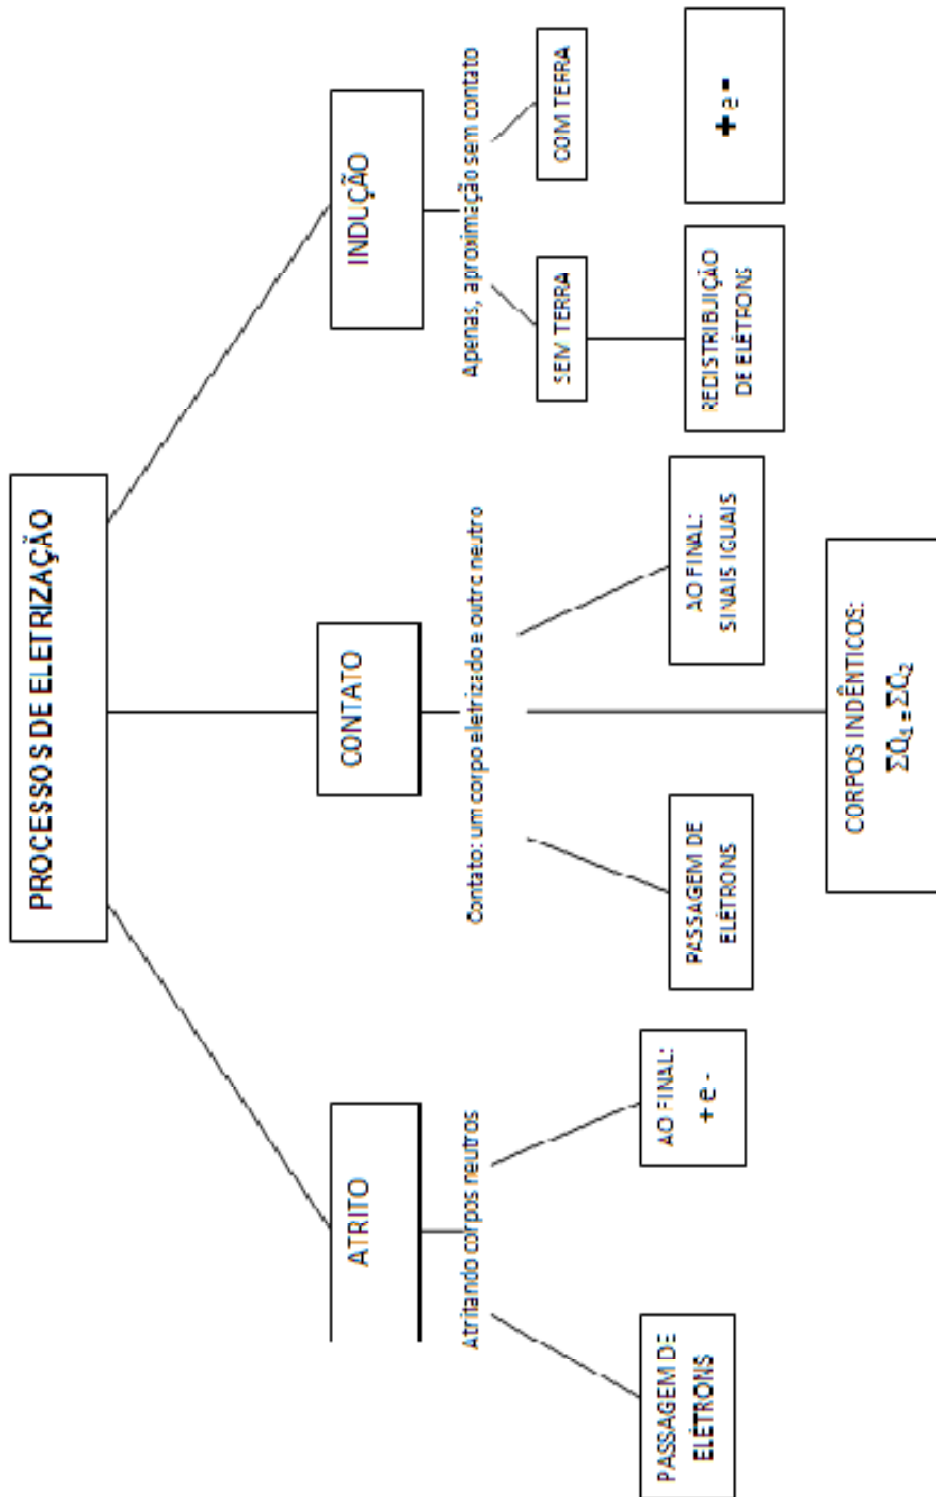 PROCESSOS DE ELETRIZAÇÃO
ATRITO
Atritando corpos neutros
PASSAGEM DE
ELÉTRONS
AO FINAL:
+ e -
CONTATO
Contato: um corpo eletrizado e outro neutro
PASSAGEM DE
ELÉTRONS
CORPOS INDÊNTICOS:
ΣQ₁ = ΣQ₂
AO FINAL:
SINAIS IGUAIS
INDUÇÃO
Apenas, aproximação sem contato
SEM TERRA
REDISTRIBUIÇÃO
DE ELÉTRONS
COM TERRA
+ e -